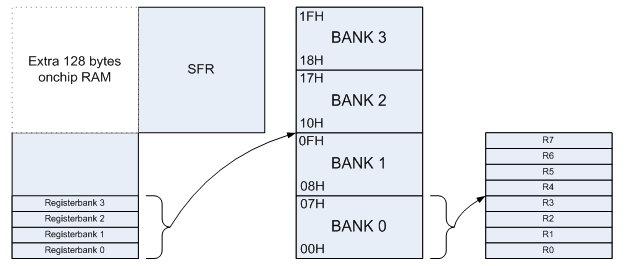 Extra 128 bytes
onchip RAM
SFR
Registerbank 3
Registerbank 2
Registerbank 1
Registerbank 0
1FH
BANK 3
18H
17H
BANK 2
10H
0FH
BANK 1
08H
07H
BANK 0
00H
R7
R6
R5
R4
R3
R2
R1
R0